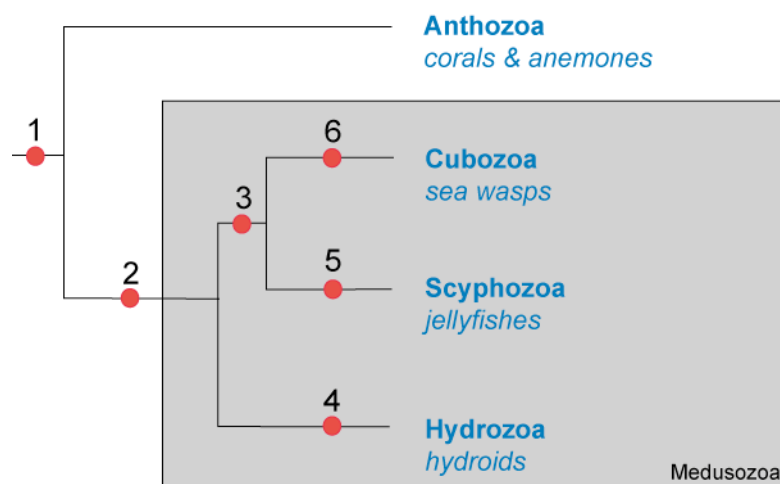 Anthozoa
corals & anemones
1
6
Cubozoa
sea wasps
3
2
5
Scyphozoa
jellyfishes
4
Hydrozoa
hydroids
Medusozoa